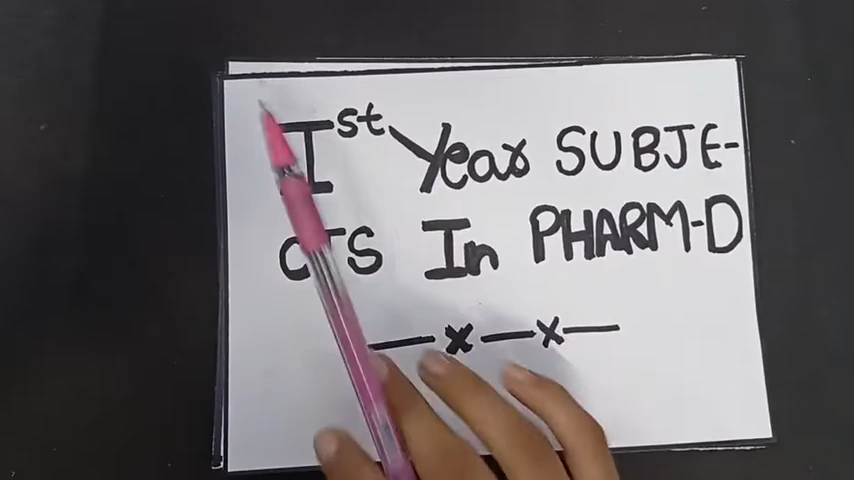 Ist Year SUBJE-
CTS In PHARM-D
—x—x—